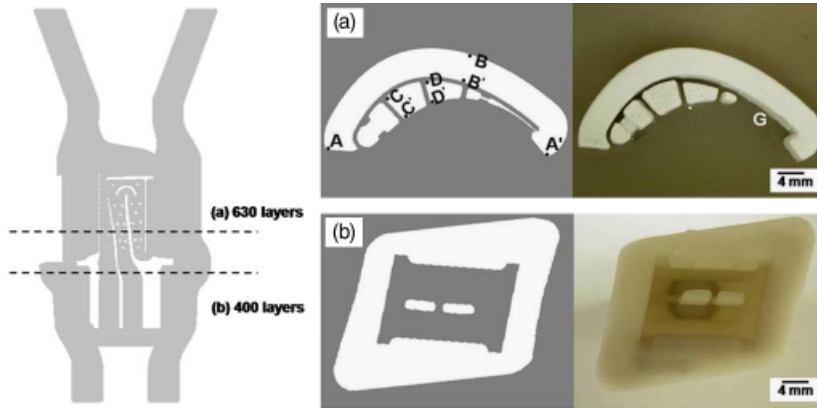 (a) 630 layers
(b) 400 layers
(a)
A
B
B'
C
C'
D
D'
A'
G
4 mm
(b)
4 mm